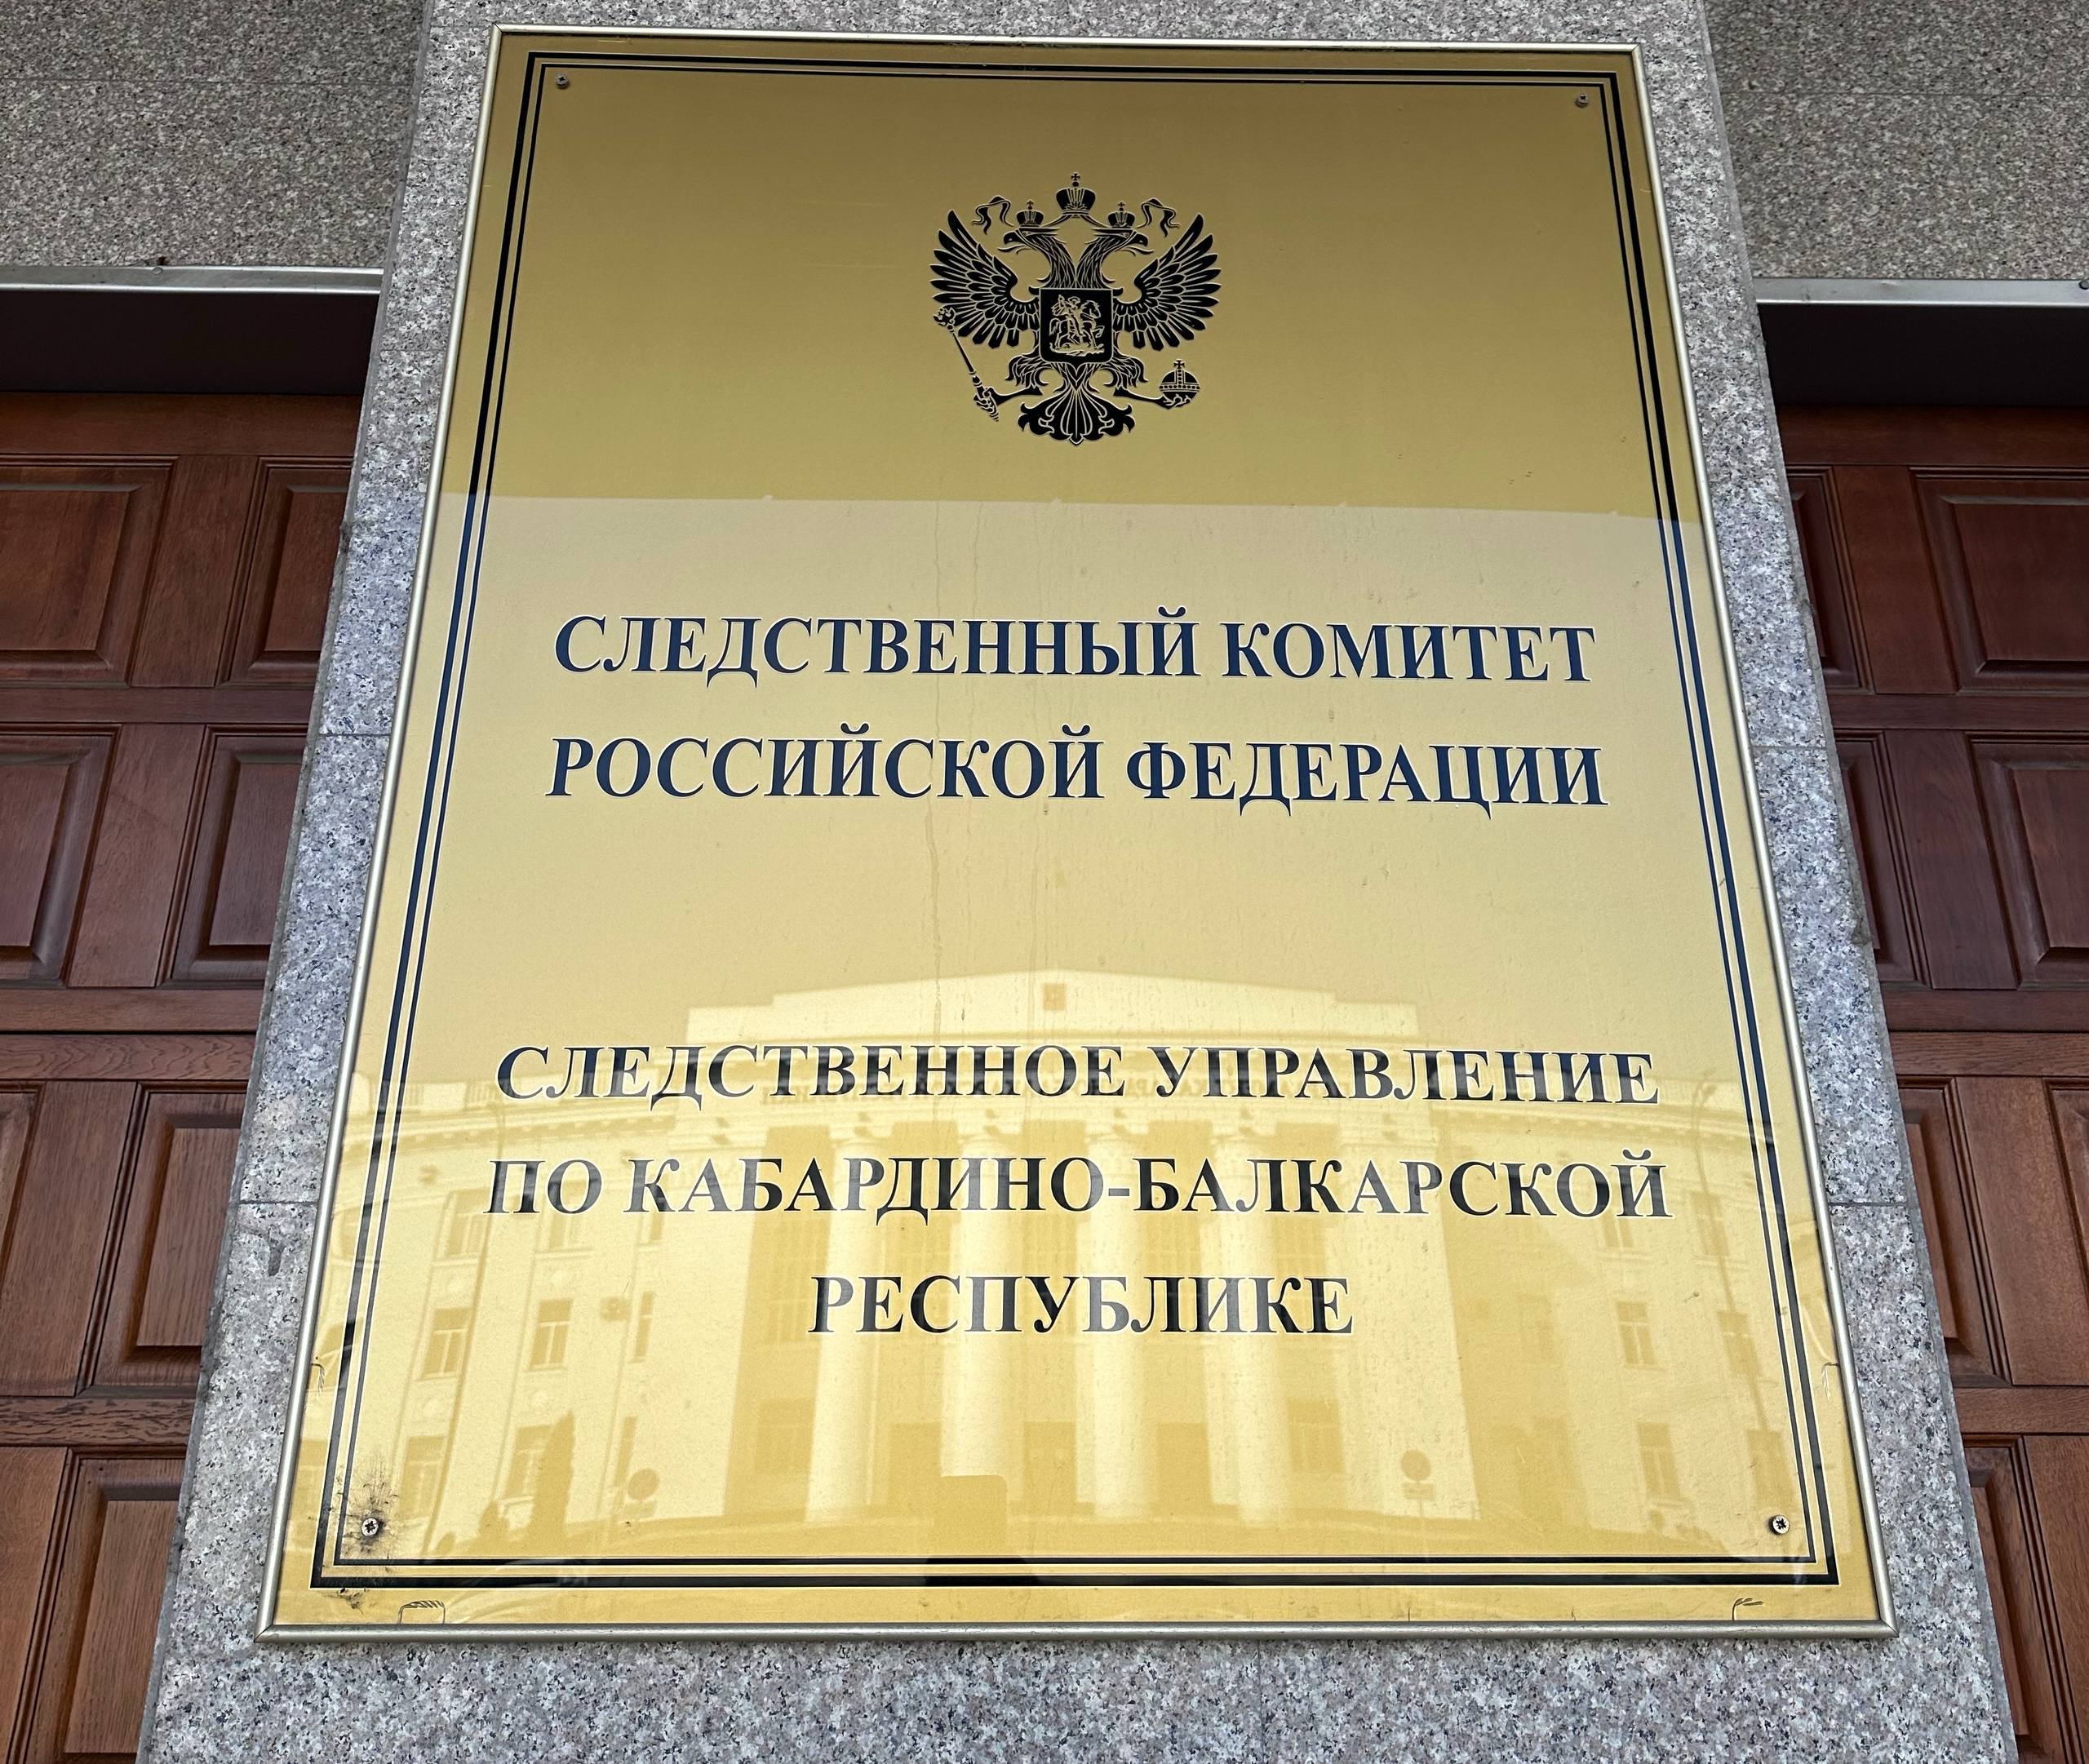 СЛЕДСТВЕННЫЙ КОМИТЕТ
РОССИЙСКОЙ ФЕДЕРАЦИИ
СЛЕДСТВЕННОЕ УПРАВЛЕНИЕ
ПО КАБАРДИНО-БАЛКАРСКОЙ
РЕСПУБЛИКЕ